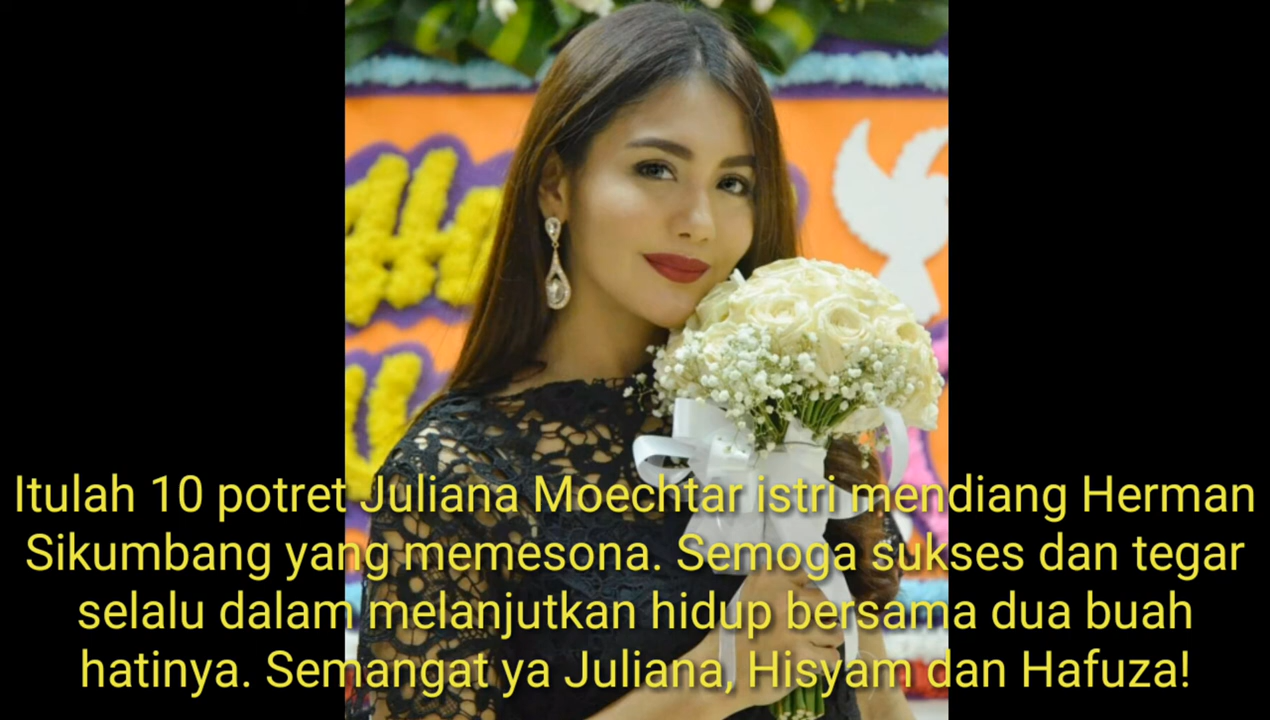 Itulah 10 potret Juliana Moechtar istri mendiang Herman
Sikumbang yang memesona. Semoga sukses dan tegar
selalu dalam melanjutkan hidup bersama dua buah
hatinya. Semangat ya Juliana, Hisyam dan Hafuza!